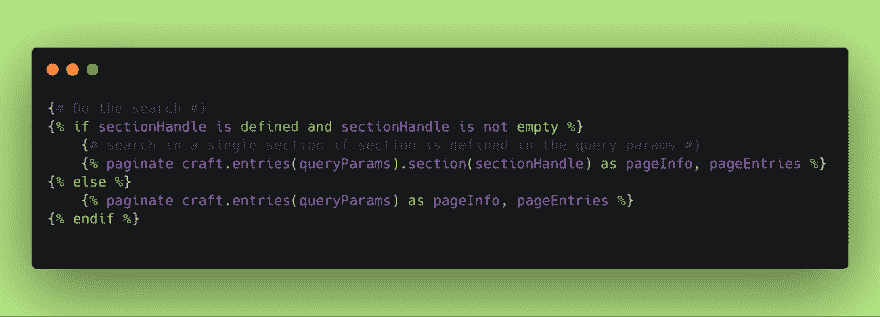 {# Do the search #}
{% if sectionHandle is defined and sectionHandle is not empty %}
{# search in a single section if section is defined in the query params #}
{% paginate craft.entries(queryParams).section(sectionHandle) as pageInfo, pageEntries %}
{% else %}
{% paginate craft.entries(queryParams) as pageInfo, pageEntries %}
{% endif %}